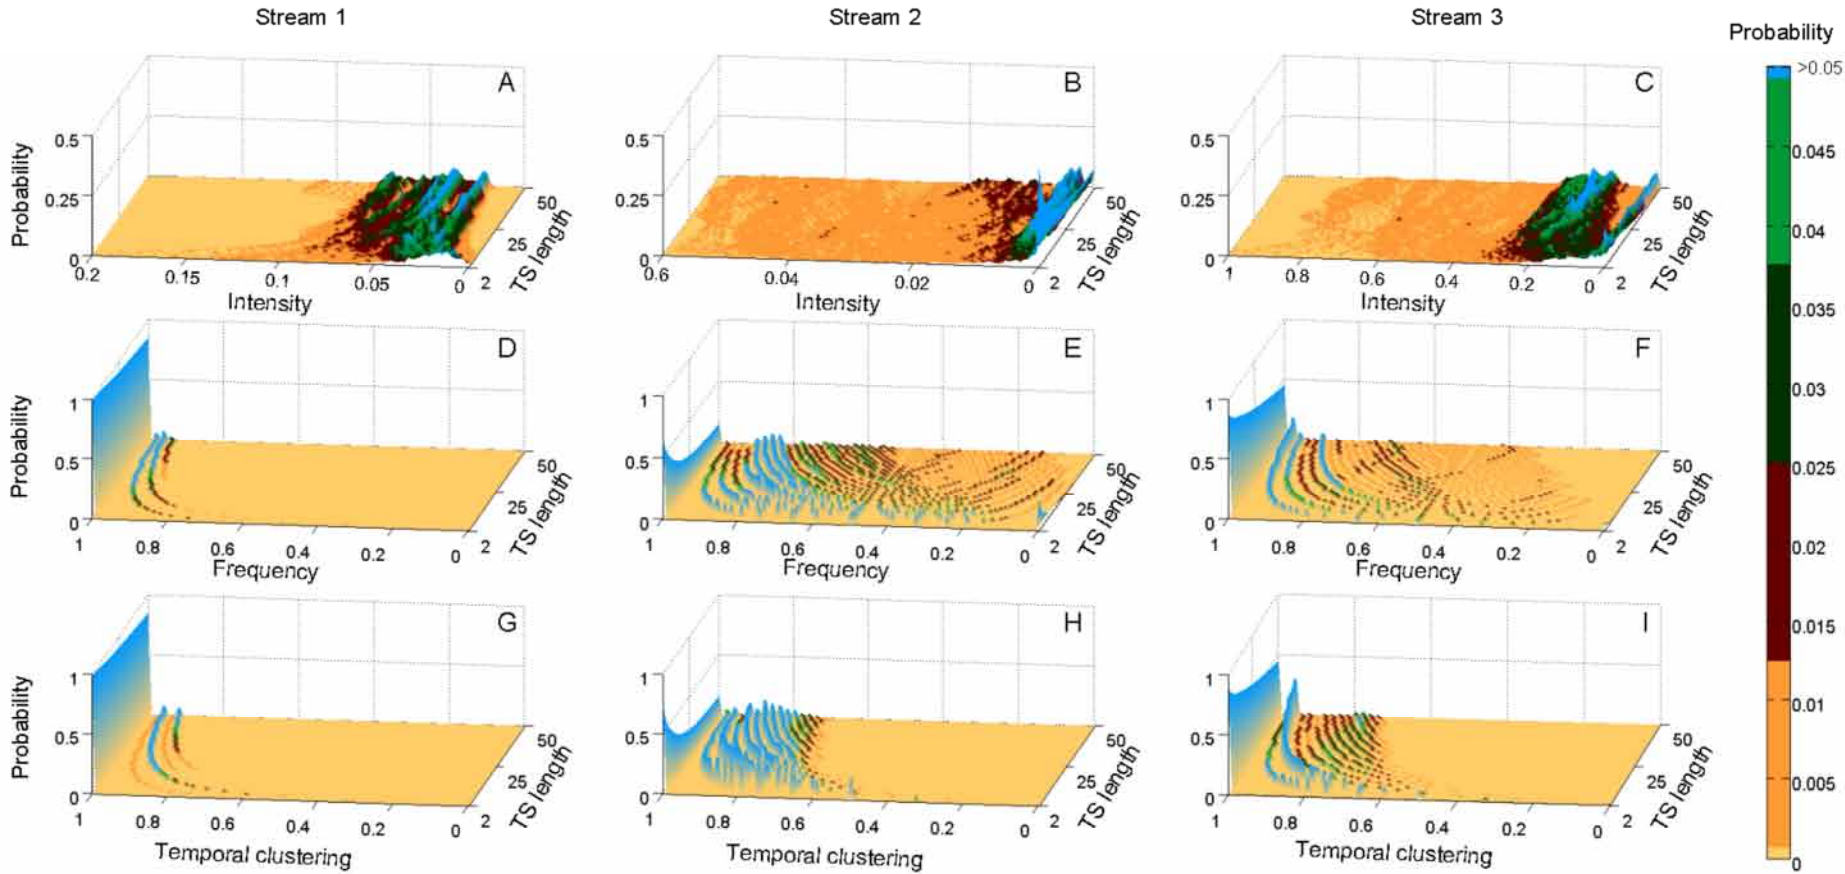 Stream 1 Stream 2 Stream 3
Probability
>0.05
0.045
0.04
0.035
0.03
0.025
0.02
0.015
0.01
0.005
0
A
Probability
0.5
0.25
0
0.2 0.15 0.1 0.05 0
Intensity
2 25 50
TS length
B
0.5
0.25
0
0.6 0.04 0.02 0
Intensity
2 25 50
TS length
C
0.5
0.25
0
1 0.8 0.6 0.4 0.2 0
Intensity
2 25 50
TS length
D
Probability
1
0.5
0
1 0.8 0.6 0.4 0.2 0
Frequency
2 25 50
TS length
E
1
0.5
0
1 0.8 0.6 0.4 0.2 0
Frequency
2 25 50
TS length
F
1
0.5
0
1 0.8 0.6 0.4 0.2 0
Frequency
2 25 50
TS length
G
Probability
1
0.5
0
1 0.8 0.6 0.4 0.2 0
Temporal clustering
2 25 50
TS length
H
1
0.5
0
1 0.8 0.6 0.4 0.2 0
Temporal clustering
2 25 50
TS length
I
1
0.5
0
1 0.8 0.6 0.4 0.2 0
Temporal clustering
2 25 50
TS length